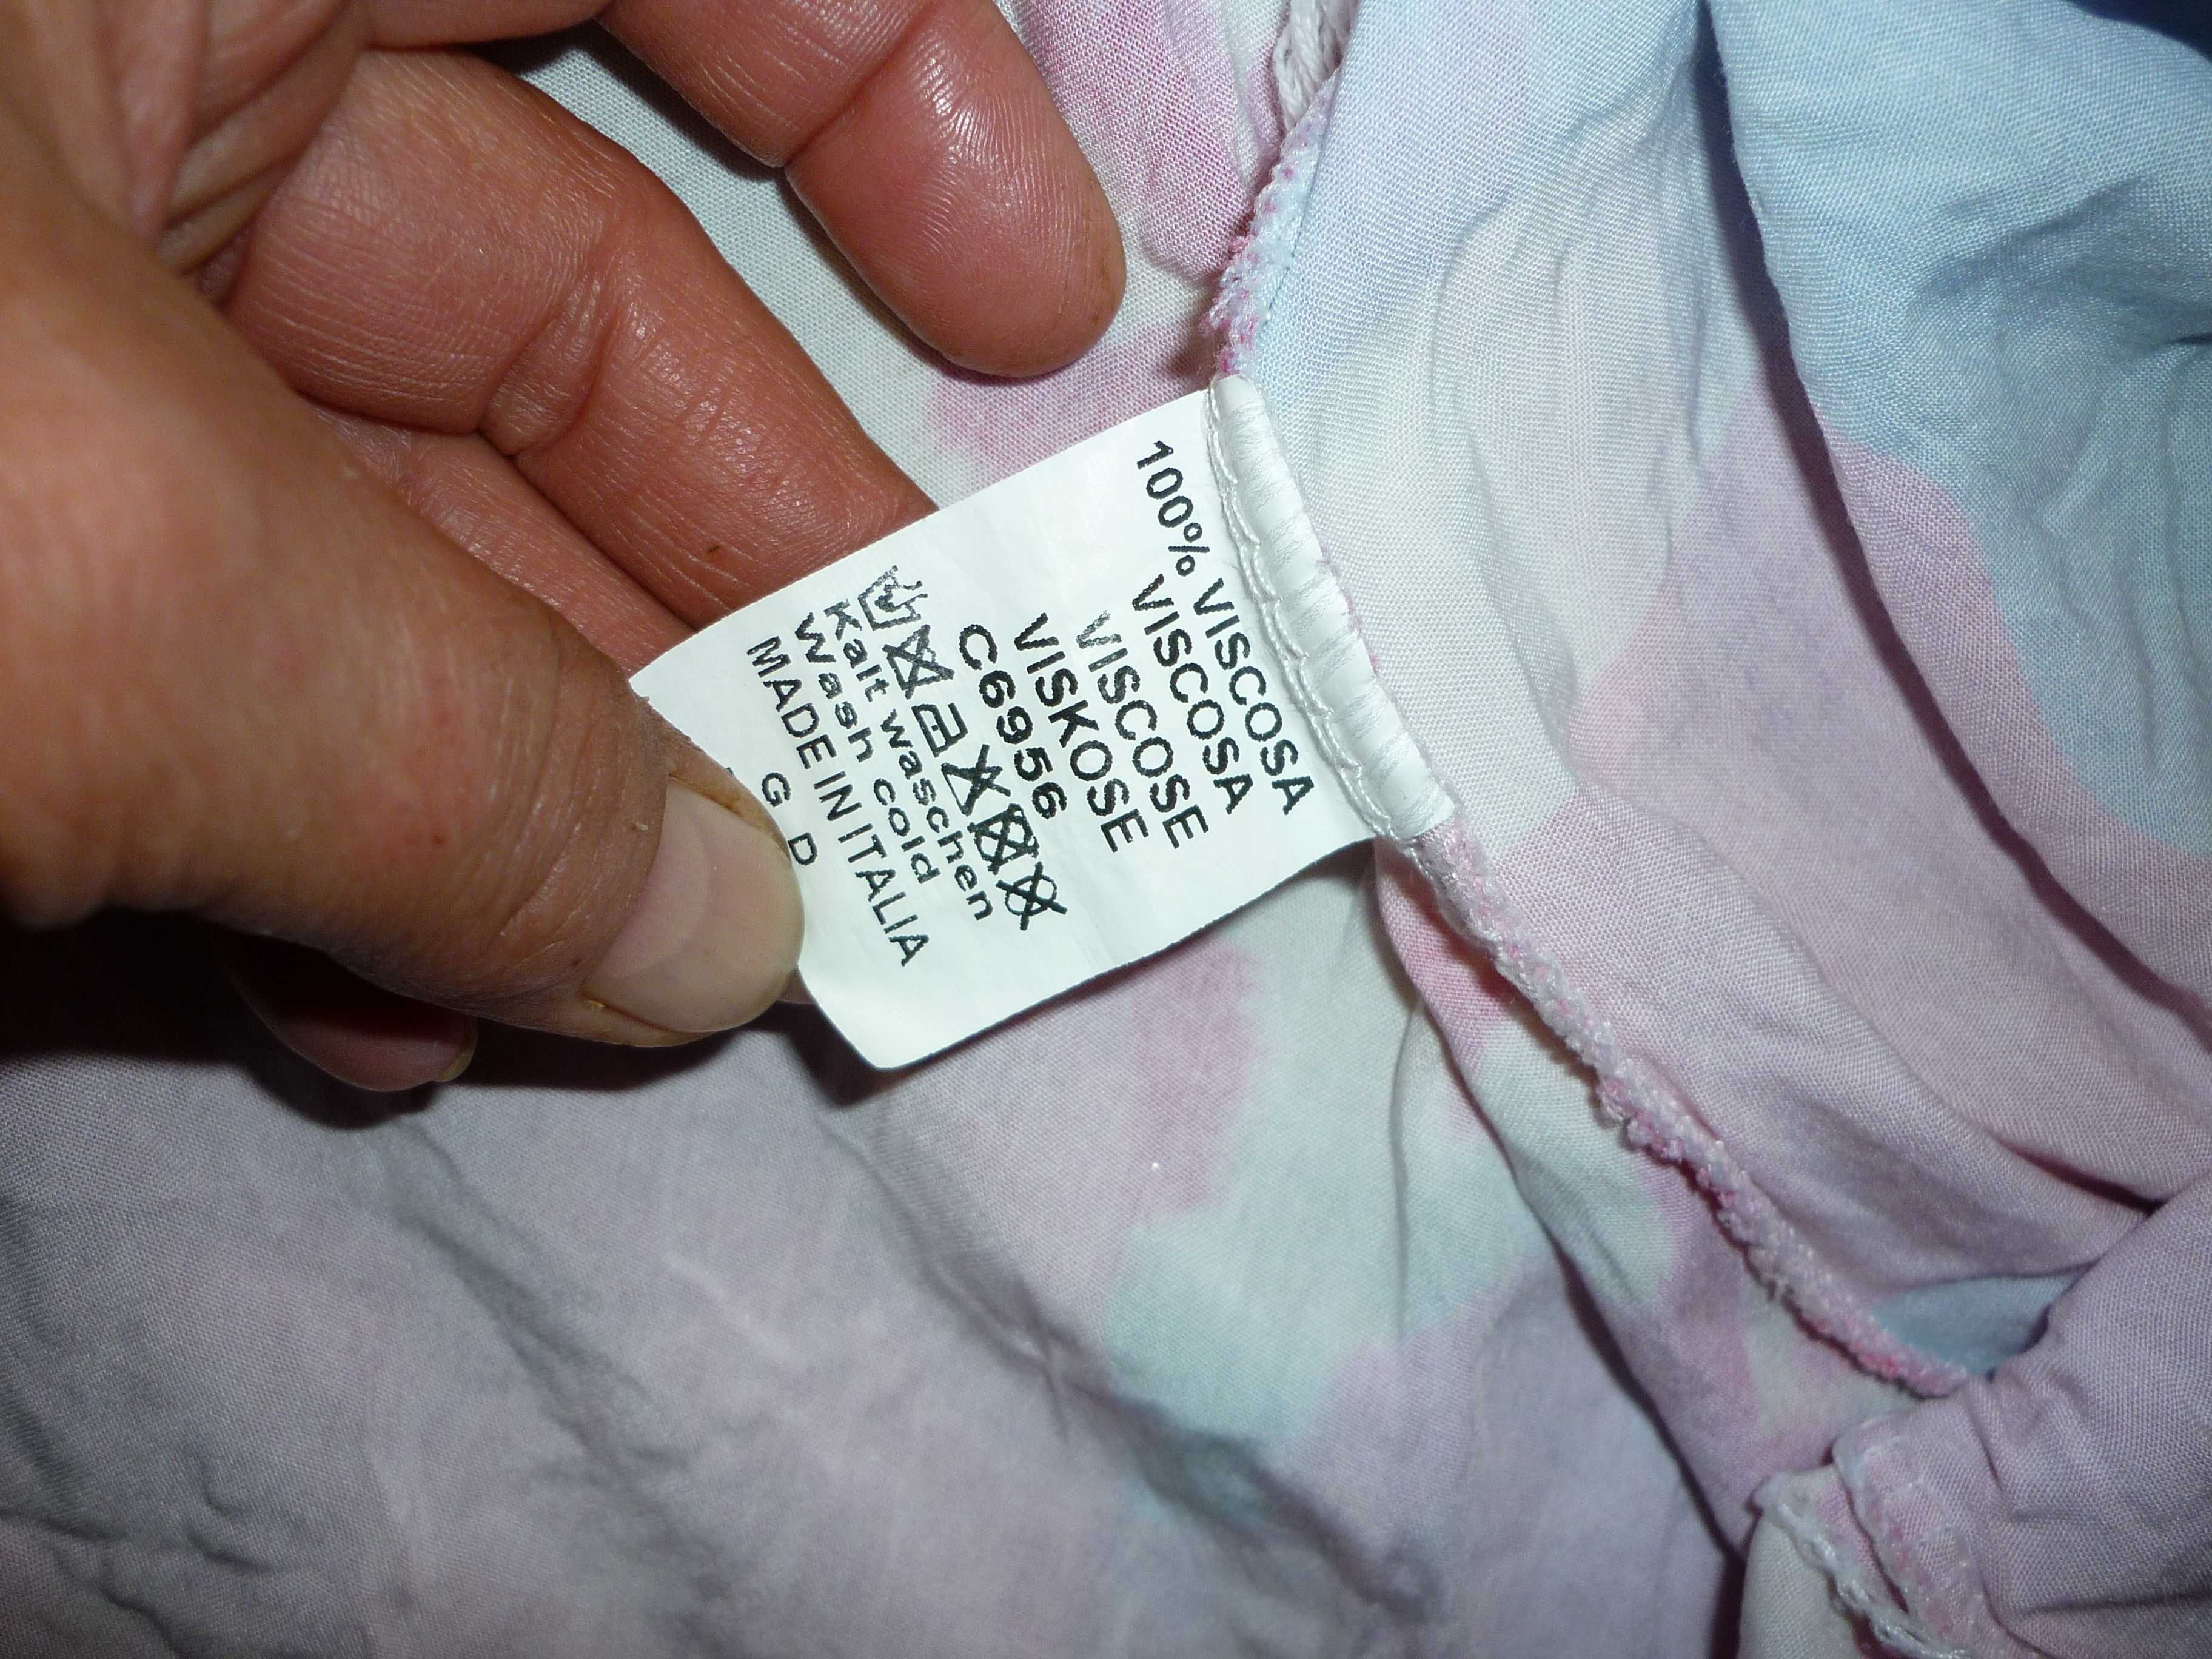 100% VISCOSA
VISCOSA
VISCOSE
VISKOSE
C6956
Kalt waschen
Wash cold
MADE IN ITALIA
G D